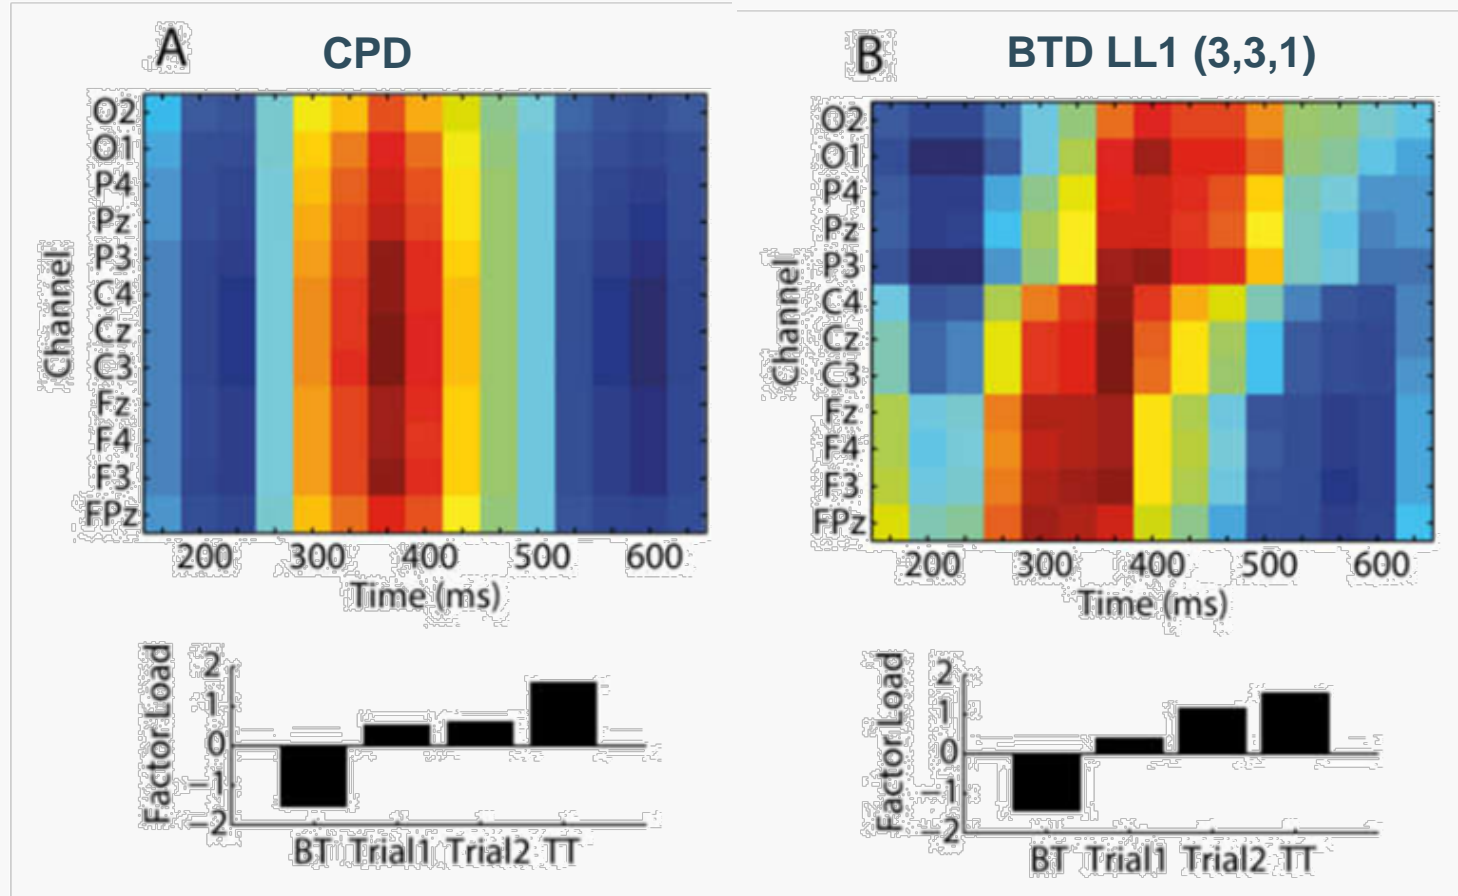 A CPD
Channel
O2
O1
P4
Pz
P3
C4
Cz
C3
Fz
F4
F3
FPz
200 300 400 500 600
Time (ms)
Factor Load
2
1
0
−1
−2
BT Trial1 Trial2 TT
B BTD LL1 (3,3,1)
Channel
O2
O1
P4
Pz
P3
C4
Cz
C3
Fz
F4
F3
FPz
200 300 400 500 600
Time (ms)
Factor Load
2
1
0
−1
−2
BT Trial1 Trial2 TT